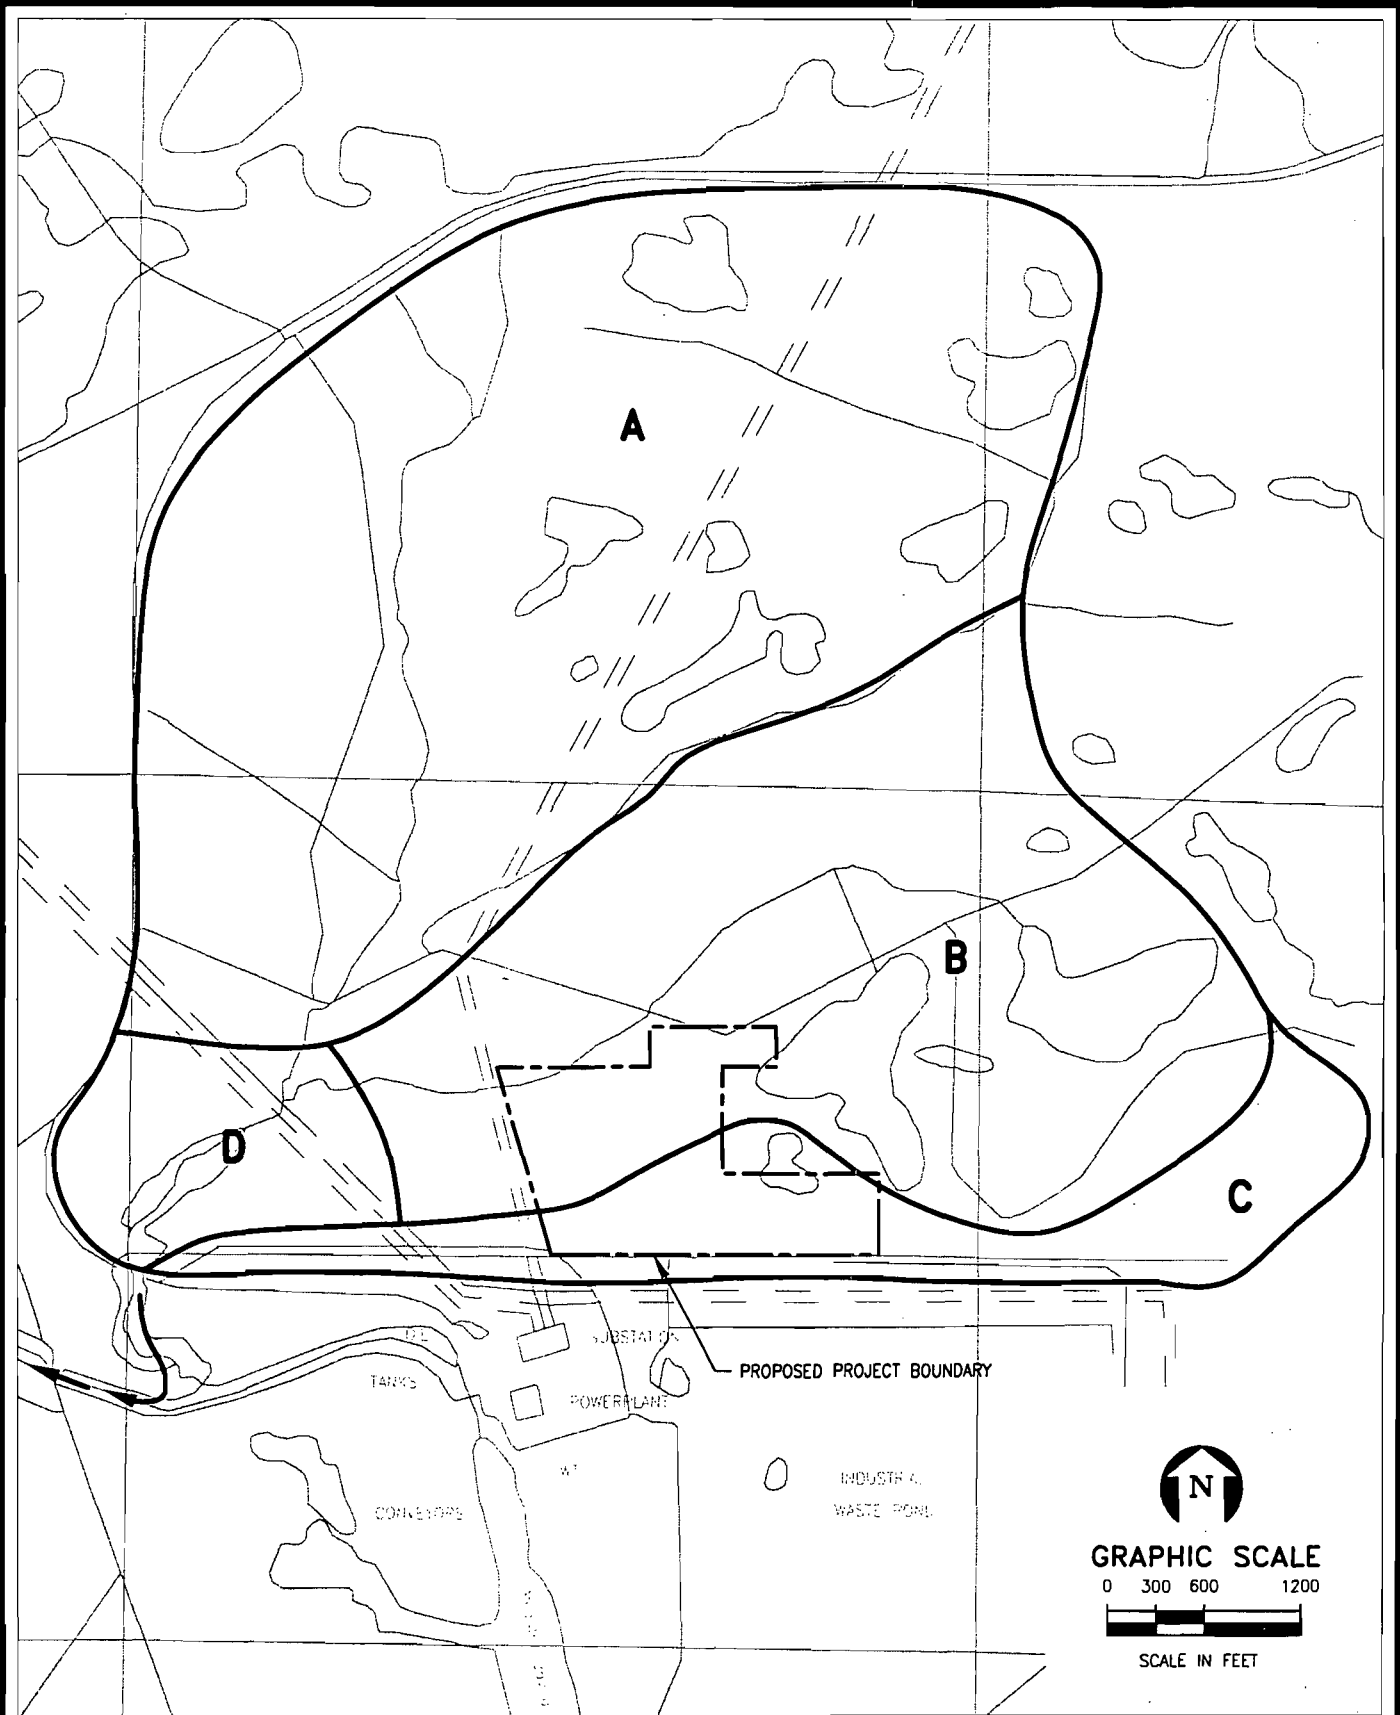 A
B
D
C
SUBSTATION
PROPOSED PROJECT BOUNDARY
TANKS
POWERPLANT
WT
INDUSTRIAL
WASTE POND
CONVEYORS
N
GRAPHIC SCALE
0 300 600 1200
SCALE IN FEET